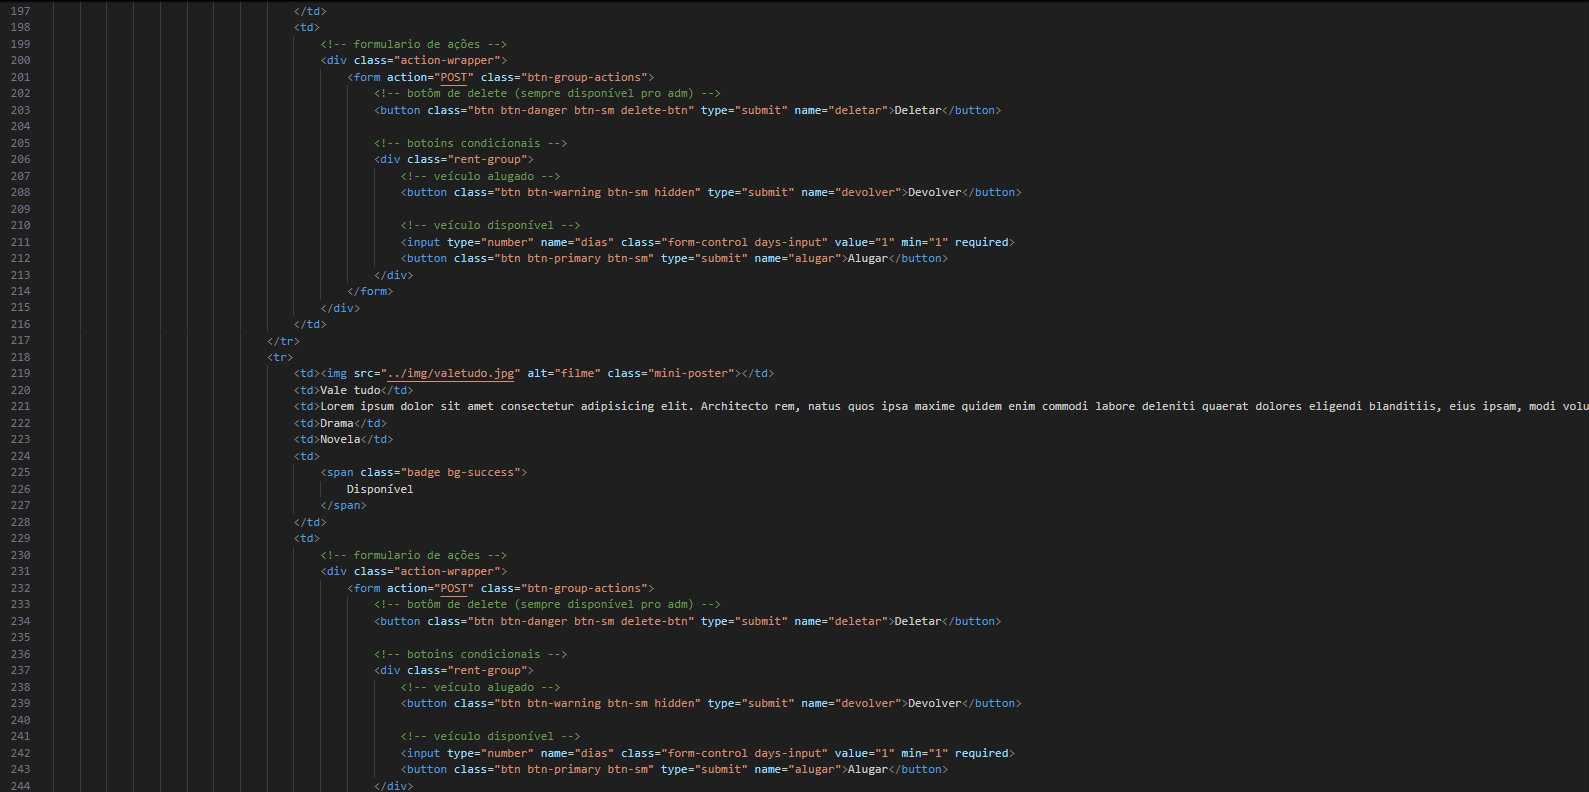 197 </td>
198 <td>
199 <!-- formulario de ações -->
200 <div class="action-wrapper">
201 <form action="POST" class="btn-group-actions">
202 <!-- botôm de delete (sempre disponível pro adm) -->
203 <button class="btn btn-danger btn-sm delete-btn" type="submit" name="deletar">Deletar</button>
204
205 <!-- botoins condicionais -->
206 <div class="rent-group">
207 <!-- veículo alugado -->
208 <button class="btn btn-warning btn-sm hidden" type="submit" name="devolver">Devolver</button>
209
210 <!-- veículo disponível -->
211 <input type="number" name="dias" class="form-control days-input" value="1" min="1" required>
212 <button class="btn btn-primary btn-sm" type="submit" name="alugar">Alugar</button>
213 </div>
214 </form>
215 </div>
216 </td>
217 </tr>
218 <tr>
219 <td><img src="../img/valetudo.jpg" alt="filme" class="mini-poster"></td>
220 <td>Vale tudo</td>
221 <td>Lorem ipsum dolor sit amet consectetur adipisicing elit. Architecto rem, natus quos ipsa maxime quidem enim commodi labore deleniti quaerat dolores eligendi blanditiis, eius ipsam, modi volu
222 <td>Drama</td>
223 <td>Novela</td>
224 <td>
225 <span class="badge bg-success">
226 Disponível
227 </span>
228 </td>
229 <td>
230 <!-- formulario de ações -->
231 <div class="action-wrapper">
232 <form action="POST" class="btn-group-actions">
233 <!-- botôm de delete (sempre disponível pro adm) -->
234 <button class="btn btn-danger btn-sm delete-btn" type="submit" name="deletar">Deletar</button>
235
236 <!-- botoins condicionais -->
237 <div class="rent-group">
238 <!-- veículo alugado -->
239 <button class="btn btn-warning btn-sm hidden" type="submit" name="devolver">Devolver</button>
240
241 <!-- veículo disponível -->
242 <input type="number" name="dias" class="form-control days-input" value="1" min="1" required>
243 <button class="btn btn-primary btn-sm" type="submit" name="alugar">Alugar</button>
244 </div>